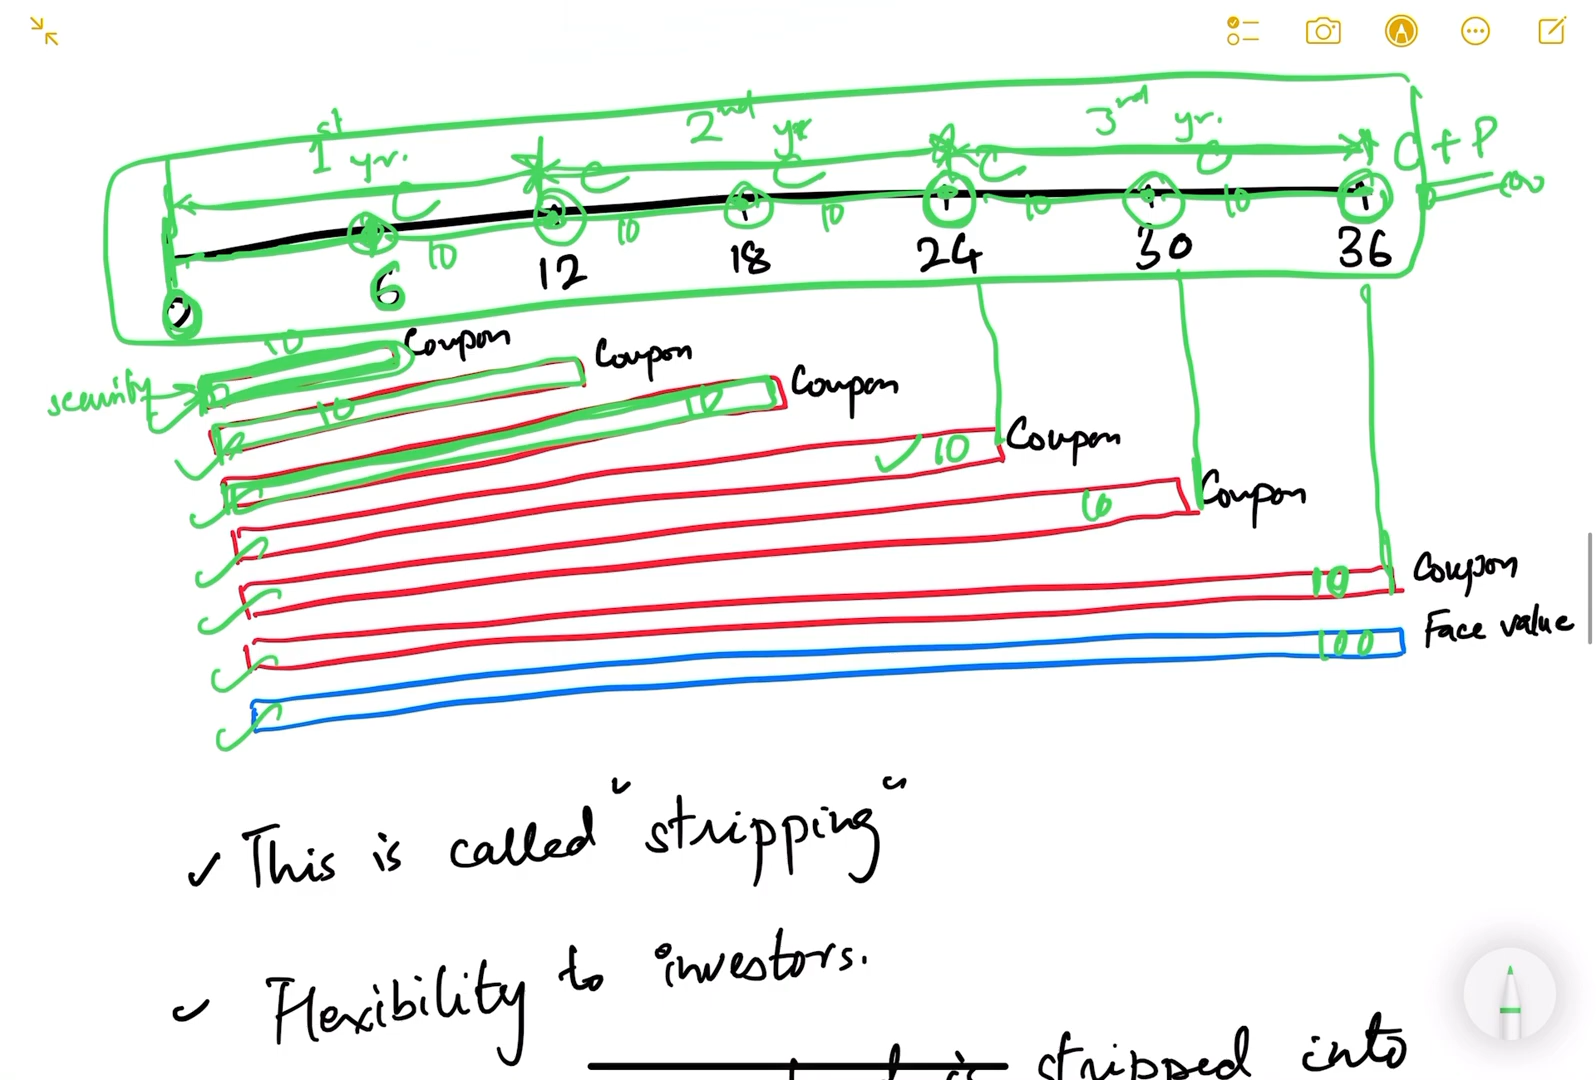 1st yr. 2nd yr 3rd yr.
C C C C C C + P
10 10 10 10 10
0 6 12 18 24 30 36
10 Coupon
security
10 Coupon
10 Coupon
10 Coupon
10 Coupon
10 Coupon
100 Face value
This is called "stripping"
Flexibility to investors.
is stripped into